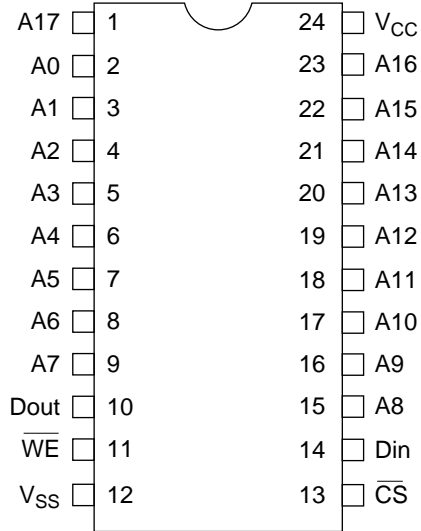 A17 1 24 VCC
A0 2 23 A16
A1 3 22 A15
A2 4 21 A14
A3 5 20 A13
A4 6 19 A12
A5 7 18 A11
A6 8 17 A10
A7 9 16 A9
Dout 10 15 A8
W̅E̅ 11 14 Din
VSS 12 13 C̅S̅